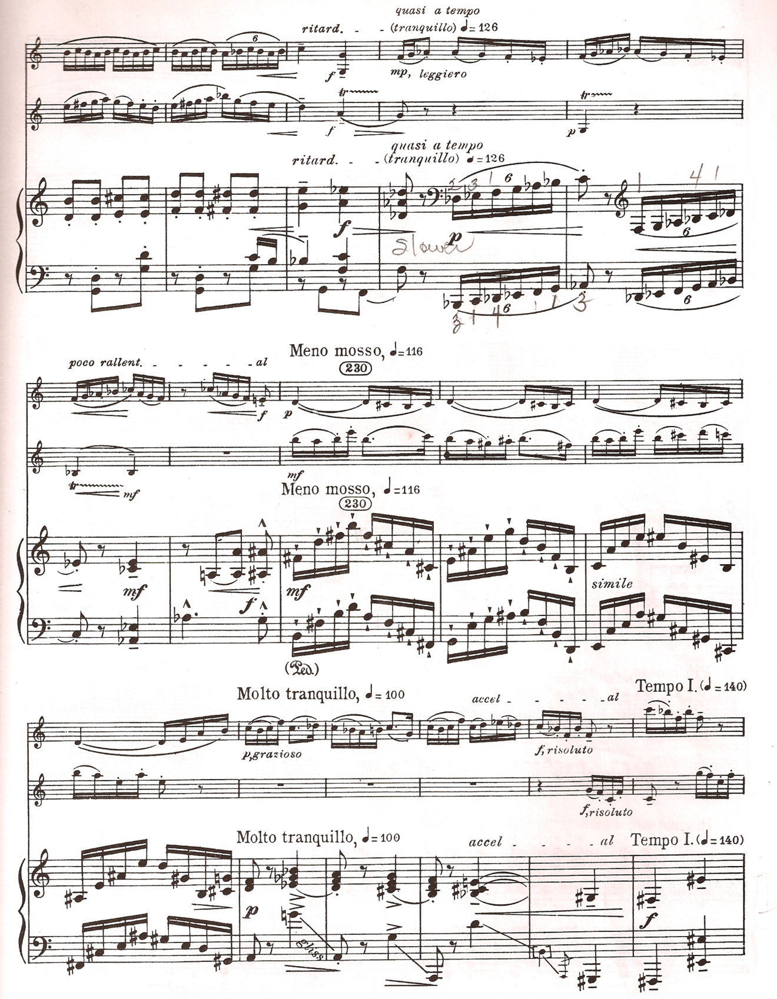 quasi a tempo
ritard. - - (tranquillo) ♩=126
6
f
mp, leggiero
tr
tr
f
p
quasi a tempo
ritard. - - (tranquillo) ♩=126
2 3 1 6
1 4 1
f
p
6
Slower
6
6
3 1 4 1 1 3
Meno mosso, ♩=116
poco rallent. - - - - - al
230
f
p
tr
mf
mf
Meno mosso, ♩=116
230
mf
f
mf
simile
(Ped.)
Molto tranquillo, ♩=100
accel - - - - - al
Tempo I. (♩=140)
p, grazioso
f, risoluto
f, risoluto
Molto tranquillo, ♩=100
accel - - - - al
Tempo I. (♩=140)
p
f
gliss.